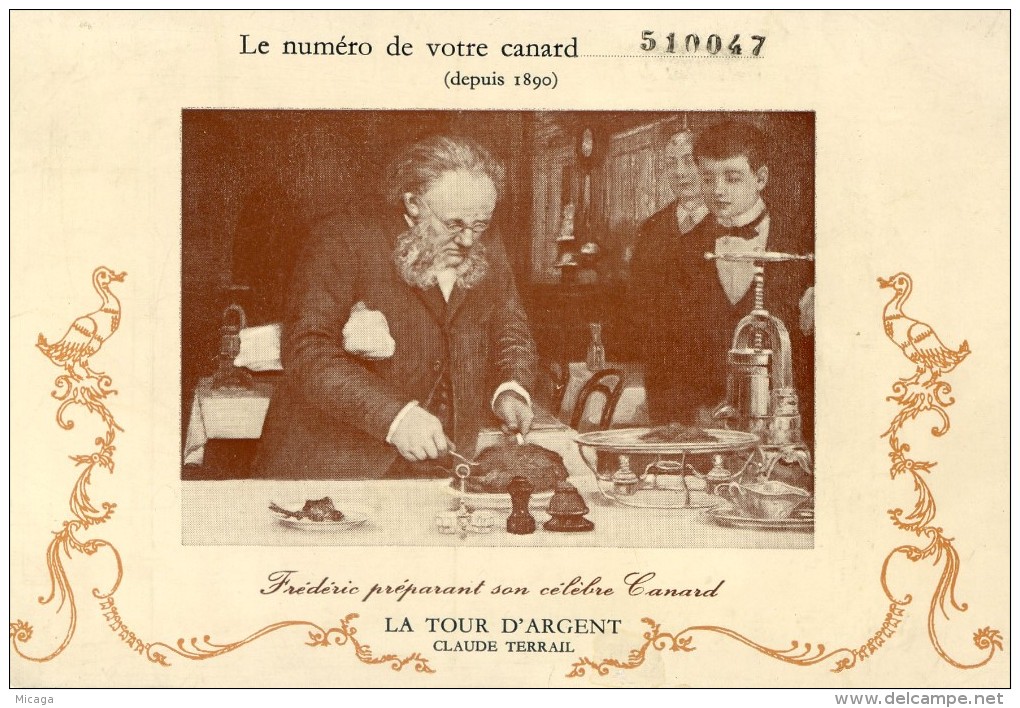 Le numéro de votre canard 510047
(depuis 1890)
Frédéric préparant son célèbre Canard
LA TOUR D'ARGENT
CLAUDE TERRAIL
Micaga
delcampe.net